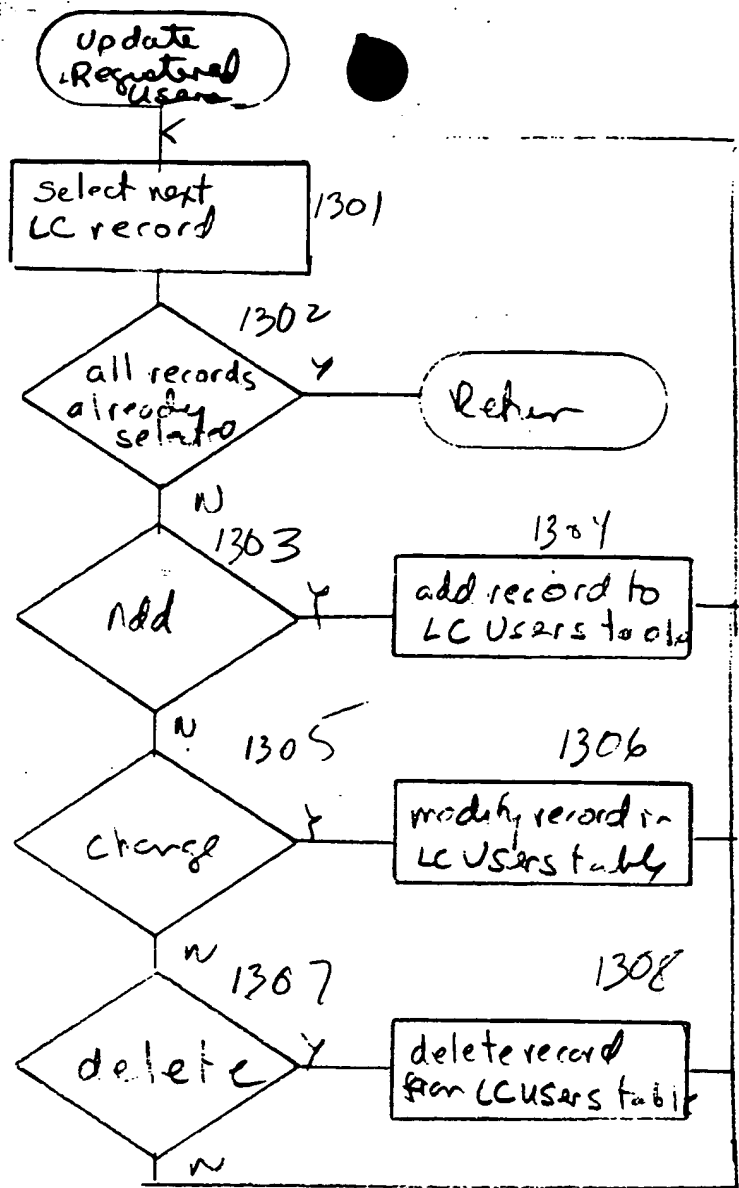 Update
Registered
Users
Select next
LC record
1301
1302
all records
already
selected
Y
Return
N
1303
Add
Y
1304
add record to
LC Users table
N
1305
change
Y
1306
modify record in
LC Users table
N
1307
delete
Y
1308
delete record
from LC Users table
N